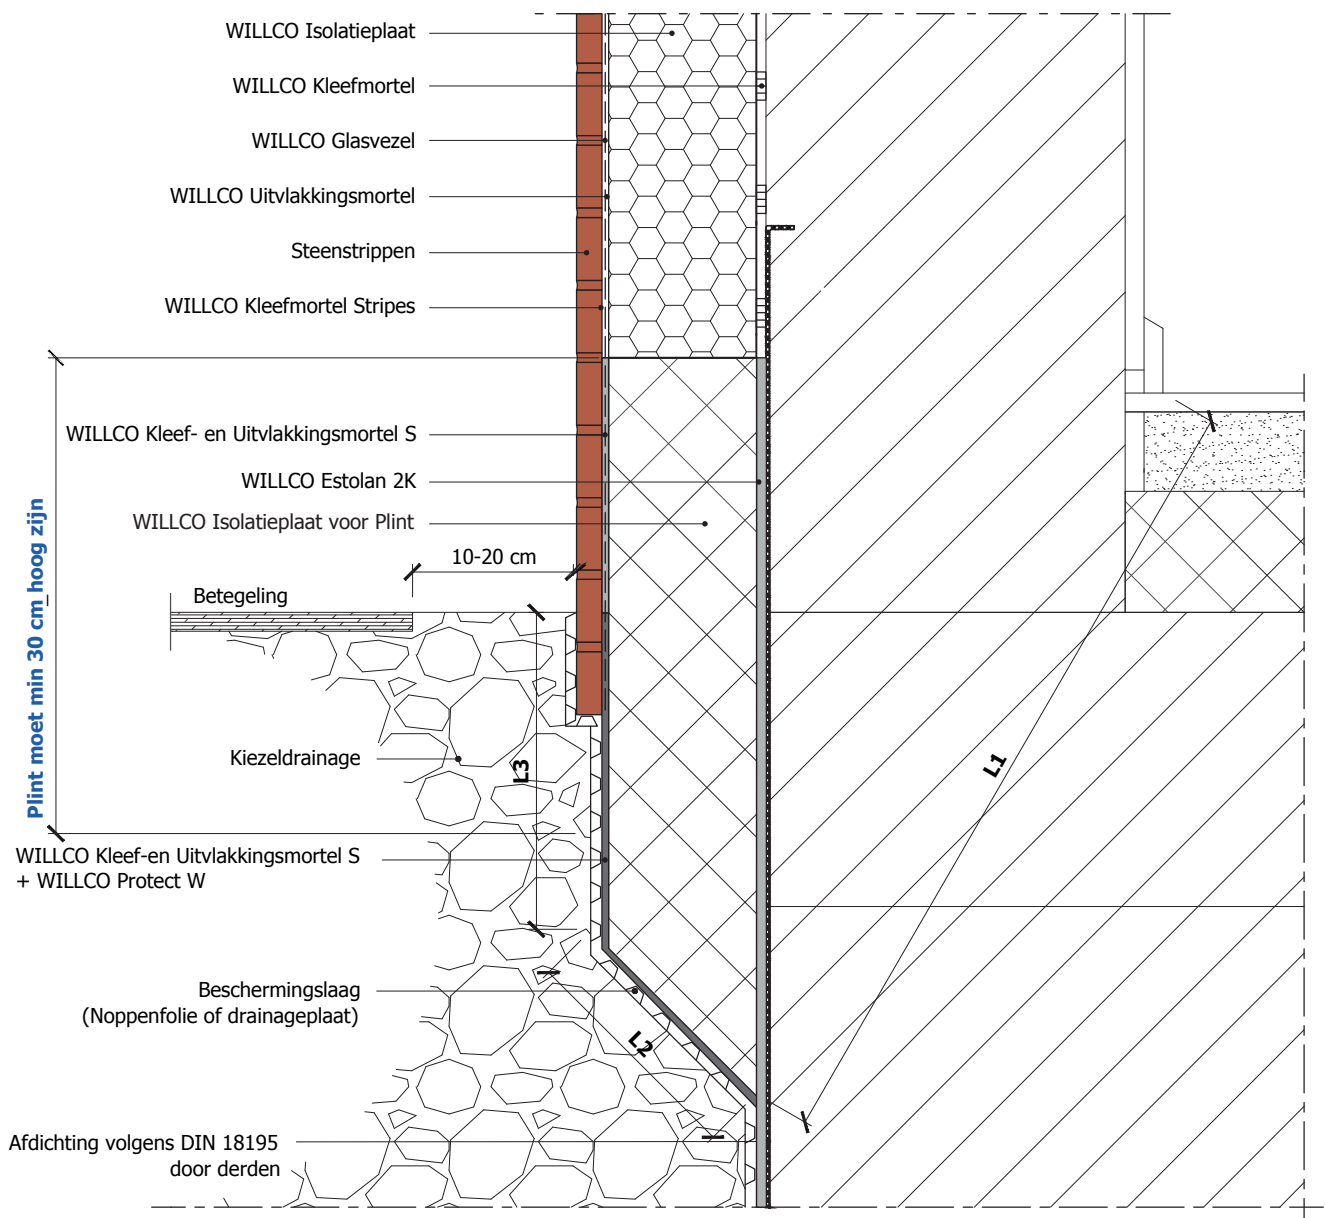 WILLCO Isolatieplaat
WILLCO Kleefmortel
WILLCO Glasvezel
WILLCO Uitvlakkingsmortel
Steenstrippen
WILLCO Kleefmortel Stripes
WILLCO Kleef- en Uitvlakkingsmortel S
WILLCO Estolan 2K
WILLCO Isolatieplaat voor Plint
Plint moet min 30 cm hoog zijn
10-20 cm
Betegeling
Kiezeldrainage
L3
L1
WILLCO Kleef-en Uitvlakkingsmortel S
+ WILLCO Protect W
Beschermingslaag
(Noppenfolie of drainageplaat)
L2
Afdichting volgens DIN 18195
door derden